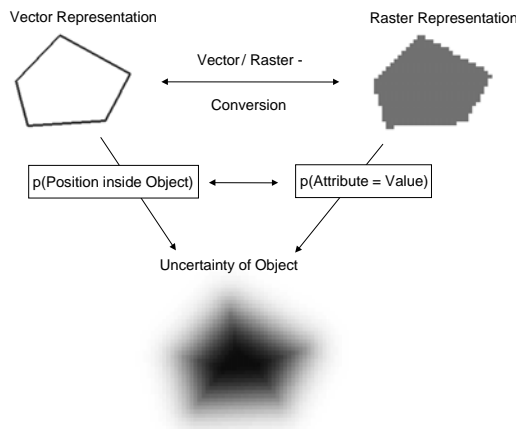 Vector Representation
Raster Representation
Vector / Raster -
Conversion
p(Position inside Object)
p(Attribute = Value)
Uncertainty of Object